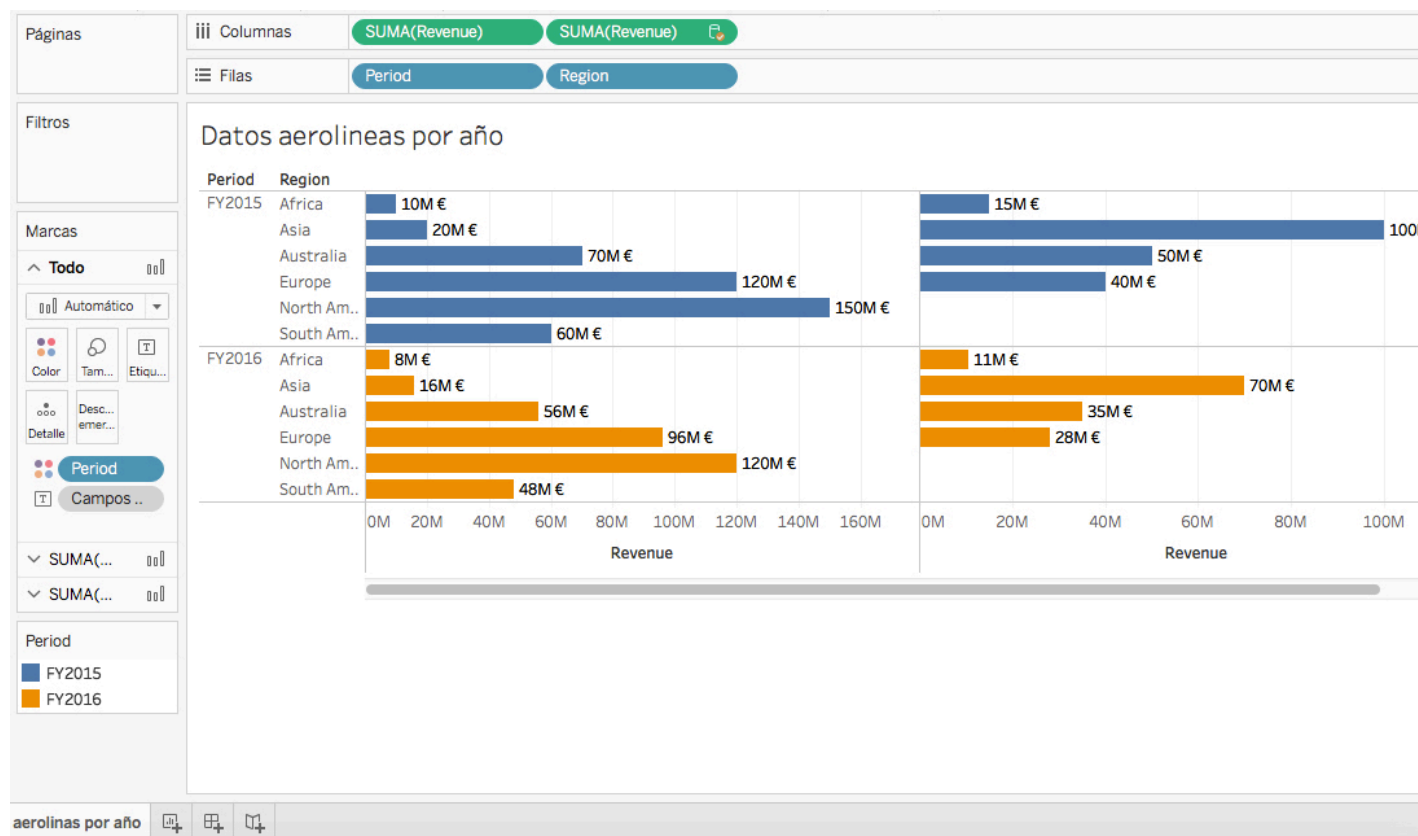 Páginas
Columnas SUMA(Revenue) SUMA(Revenue)
Filas Period Region
Filtros
Datos aerolineas por año
Period Region
FY2015 Africa 10M € 15M €
Asia 20M € 100
Australia 70M € 50M €
Europe 120M € 40M €
North Am.. 150M €
South Am.. 60M €
FY2016 Africa 8M € 11M €
Asia 16M € 70M €
Australia 56M € 35M €
Europe 96M € 28M €
North Am.. 120M €
South Am.. 48M €
0M 20M 40M 60M 80M 100M 120M 140M 160M 0M 20M 40M 60M 80M 100M
Revenue Revenue
Marcas
Todo
Automático
Color Tam... T Etiqu...
Detalle Desc...
emer...
Period
T Campos ..
SUMA(...
SUMA(...
Period
FY2015
FY2016
aerolinas por año